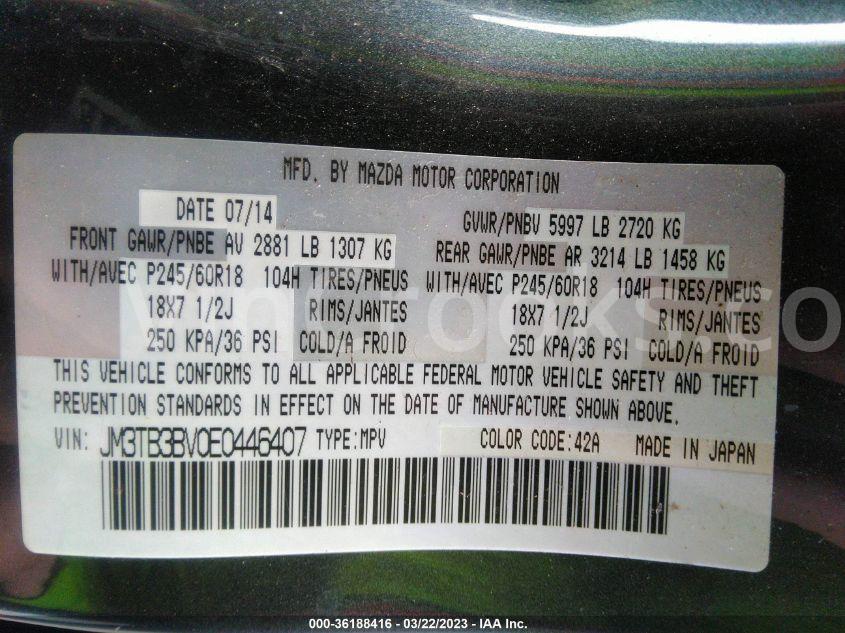 MFD. BY MAZDA MOTOR CORPORATION
DATE 07/14 GVWR/PNBV 5997 LB 2720 KG
FRONT GAWR/PNBE AV 2881 LB 1307 KG REAR GAWR/PNBE AR 3214 LB 1458 KG
WITH/AVEC P245/60R18 104H TIRES/PNEUS WITH/AVEC P245/60R18 104H TIRES/PNEUS
18X7 1/2J RIMS/JANTES 18X7 1/2J RIMS/JANTES
250 KPA/36 PSI COLD/A FROID 250 KPA/36 PSI COLD/A FROID
THIS VEHICLE CONFORMS TO ALL APPLICABLE FEDERAL MOTOR VEHICLE SAFETY AND THEFT
PREVENTION STANDARDS IN EFFECT ON THE DATE OF MANUFACTURE SHOWN ABOVE.
VIN: JM3TB3BV0E0446407 TYPE:MPV COLOR CODE:42A MADE IN JAPAN
000-36188416 - 03/22/2023 - © IAA Inc.